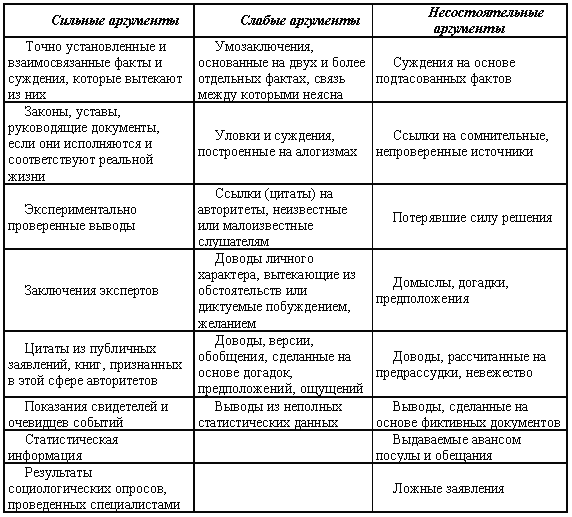 Сильные аргументы
Слабые аргументы
Несостоятельные
аргументы
Точно установленные и
взаимосвязанные факты и
суждения, которые вытекают
из них
Умозаключения,
основанные на двух и более
отдельных фактах, связь
между которыми неясна
Суждения на основе
подтасованных фактов
Законы, уставы,
руководящие документы,
если они исполняются и
соответствуют реальной
жизни
Уловки и суждения,
построенные на алогизмах
Ссылки на сомнительные,
непроверенные источники
Экспериментально
проверенные выводы
Ссылки (цитаты) на
авторитеты, неизвестные
или малоизвестные
слушателям
Потерявшие силу решения
Заключения экспертов
Доводы личного
характера, вытекающие из
обстоятельств или
диктуемые побуждением,
желанием
Домыслы, догадки,
предположения
Цитаты из публичных
заявлений, книг, признанных
в этой сфере авторитетов
Доводы, версии,
обобщения, сделанные на
основе догадок,
предположений, ощущений
Доводы, рассчитанные на
предрассудки, невежество
Показания свидетелей и
очевидцев событий
Выводы из неполных
статистических данных
Выводы, сделанные на
основе фиктивных документов
Статистическая
информация
Выдаваемые авансом
посулы и обещания
Результаты
социологических опросов,
проведенных специалистами
Ложные заявления